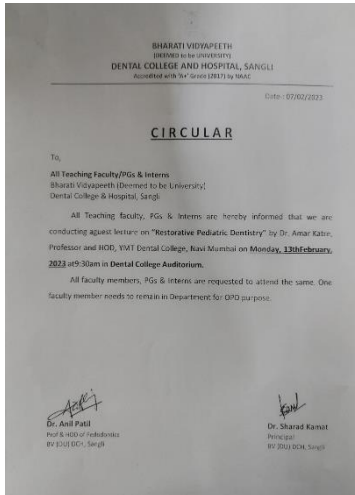 BHARATI VIDYAPEETH
(DEEMED to be UNIVERSITY)
DENTAL COLLEGE AND HOSPITAL, SANGLI
Accredited with 'A+' Grade (2017) by NAAC
Date : 07/02/2023
CIRCULAR
To,
All Teaching Faculty/PGs & Interns
Bharati Vidyapeeth (Deemed to be University)
Dental College & Hospital, Sangli
All Teaching faculty, PGs & Interns are hereby informed that we are
conducting aguest lecture on "Restorative Pediatric Dentistry" by Dr. Amar Katre,
Professor and HOD, YMT Dental College, Navi Mumbai on Monday, 13thFebruary,
2023 at9:30am in Dental College Auditorium.
All faculty members, PGs & Interns are requested to attend the same. One
faculty member needs to remain in Department for OPD purpose.
Dr. Anil Patil
Prof & HOD of Pedodontics
BV (DU) DCH, Sangli
Dr. Sharad Kamat
Principal
BV (DU) DCH, Sangli